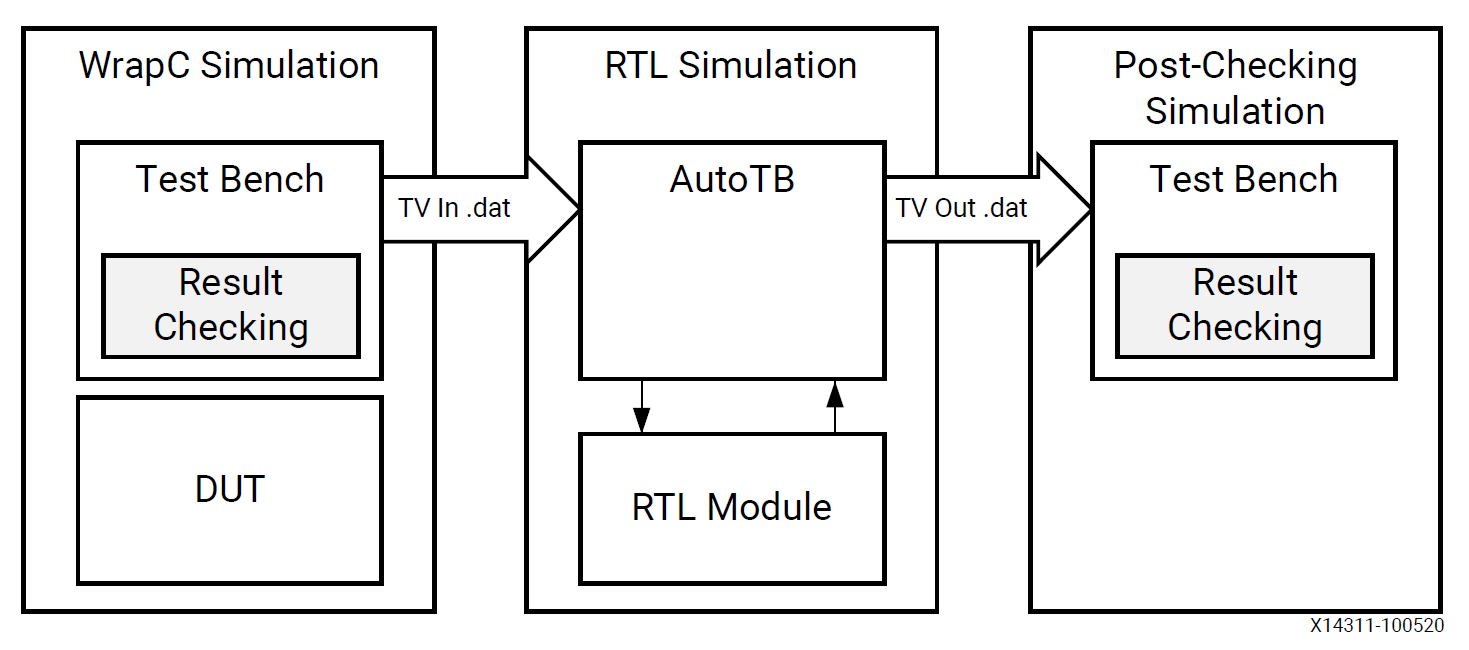 WrapC Simulation
Test Bench
Result
Checking
DUT
TV In .dat
RTL Simulation
AutoTB
RTL Module
TV Out .dat
Post-Checking
Simulation
Test Bench
Result
Checking
X14311-100520